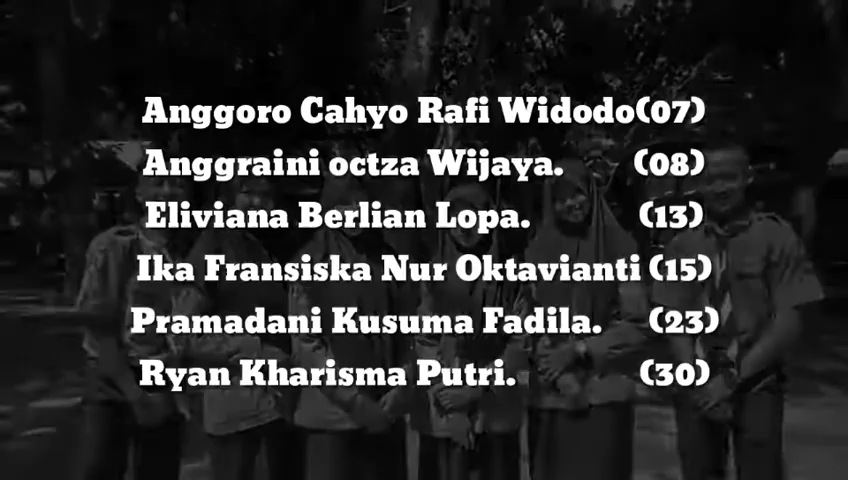 Anggoro Cahyo Rafi Widodo(07)
Anggraini octza Wijaya. (08)
Eliviana Berlian Lopa. (13)
Ika Fransiska Nur Oktavianti (15)
Pramadani Kusuma Fadila. (23)
Ryan Kharisma Putri. (30)